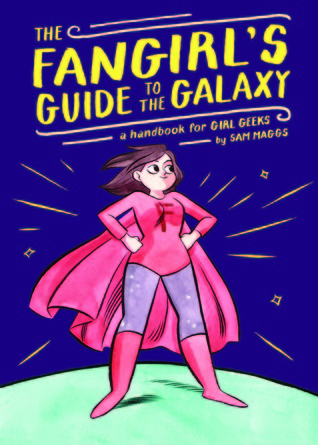 THE
FANGIRL'S
GUIDE TO THE GALAXY
a handbook for GIRL GEEKS
by SAM MAGGS
F